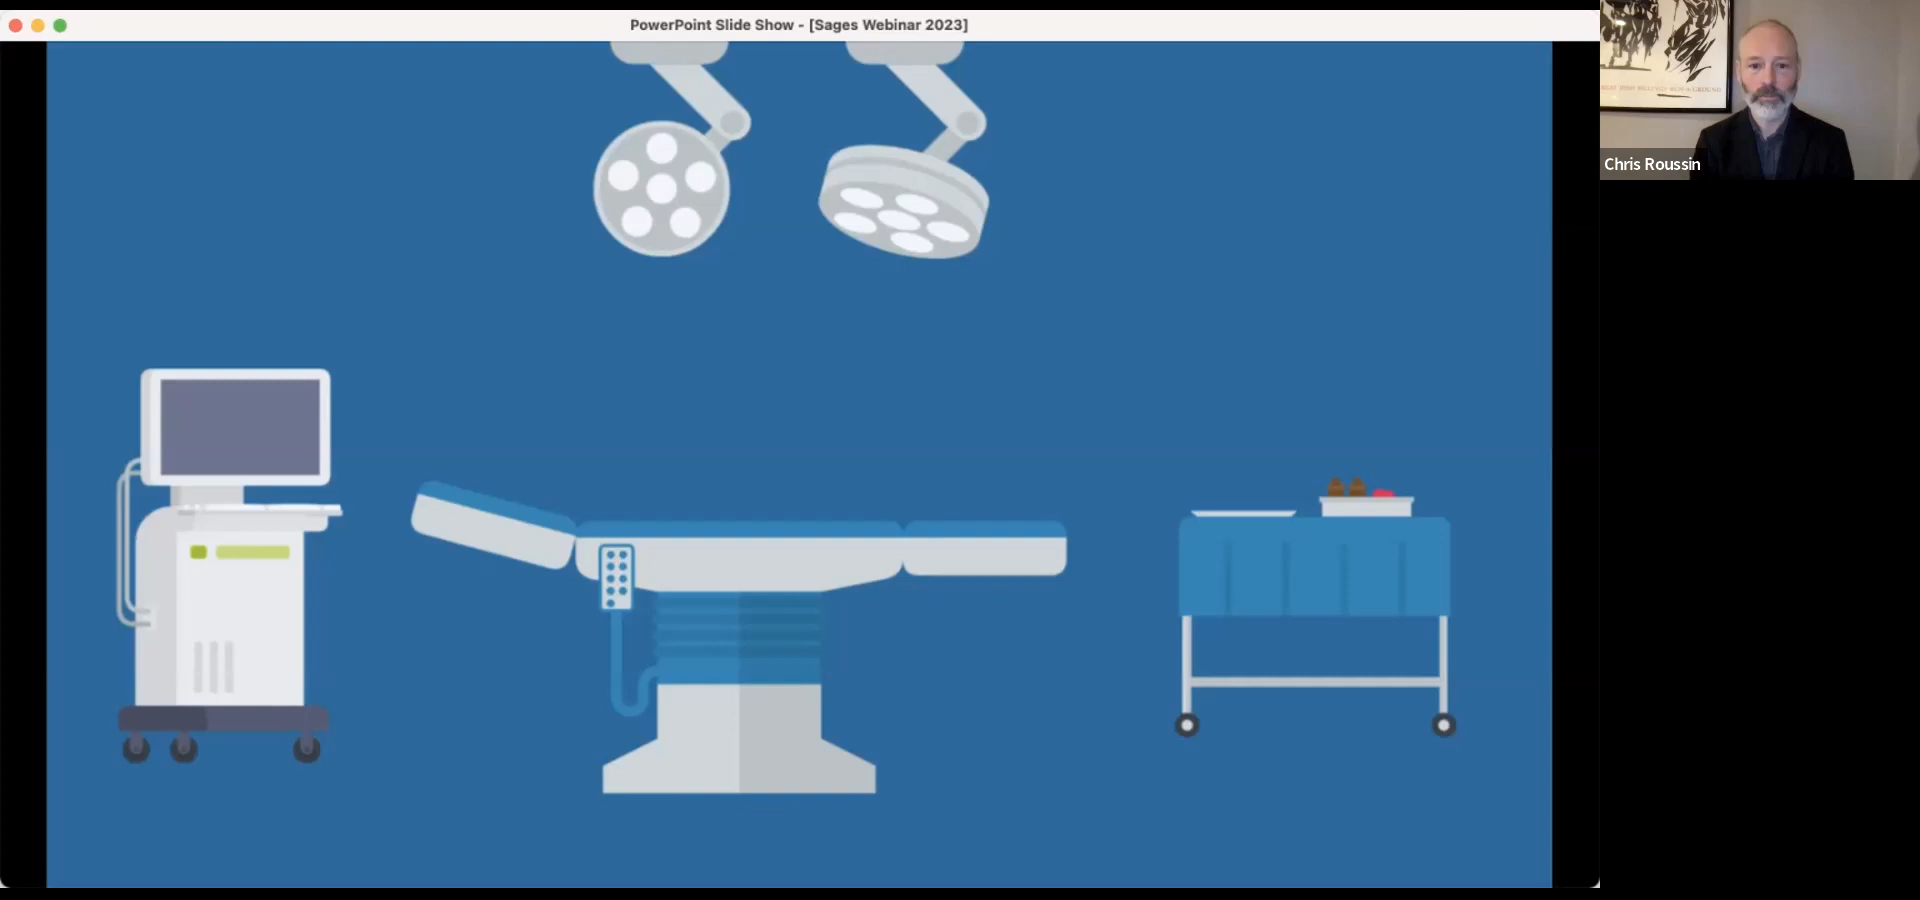 PowerPoint Slide Show - [Sages Webinar 2023]
Chris Roussin